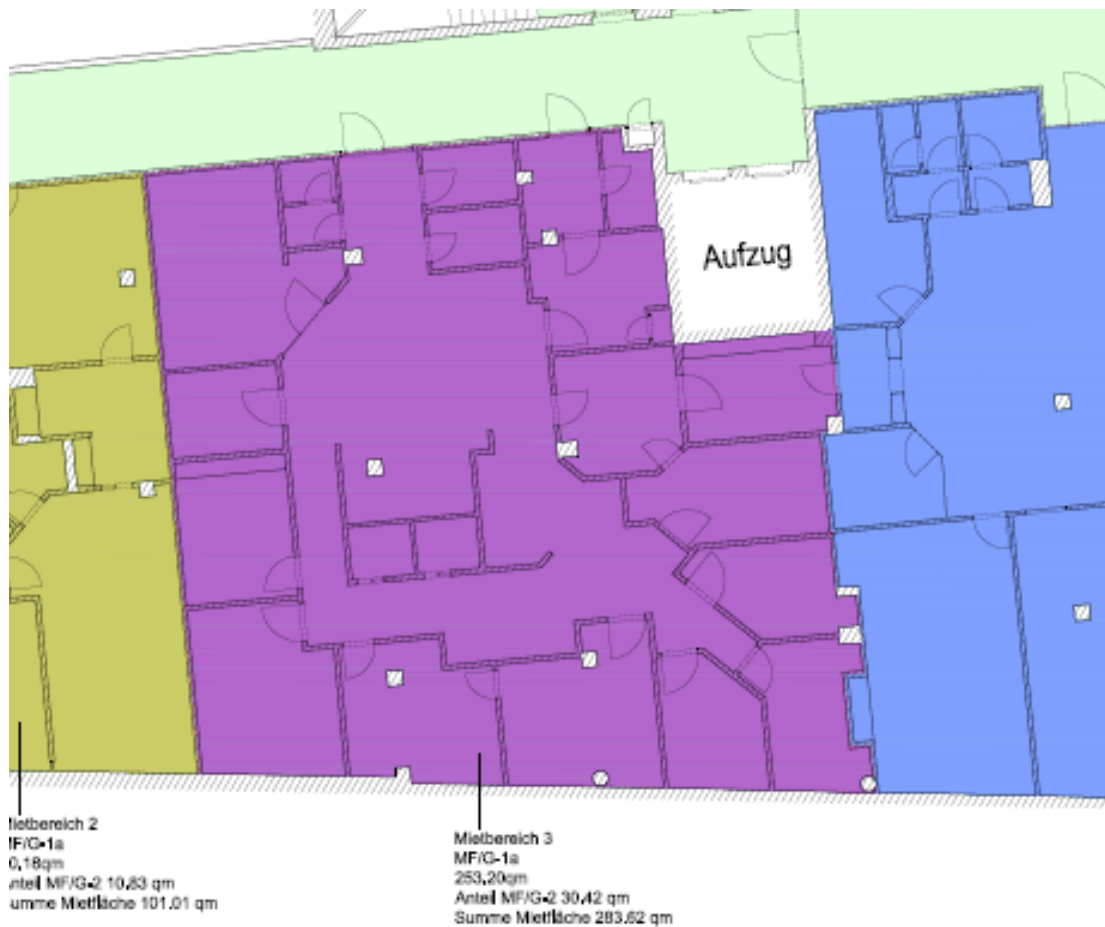 Aufzug
Mietbereich 2
MF/G-1a
0,18qm
Anteil MF/G-2 10,83 qm
Summe Mietfläche 101,01 qm
Mietbereich 3
MF/G-1a
253,20qm
Anteil MF/G-2 30,42 qm
Summe Mietfläche 283,62 qm